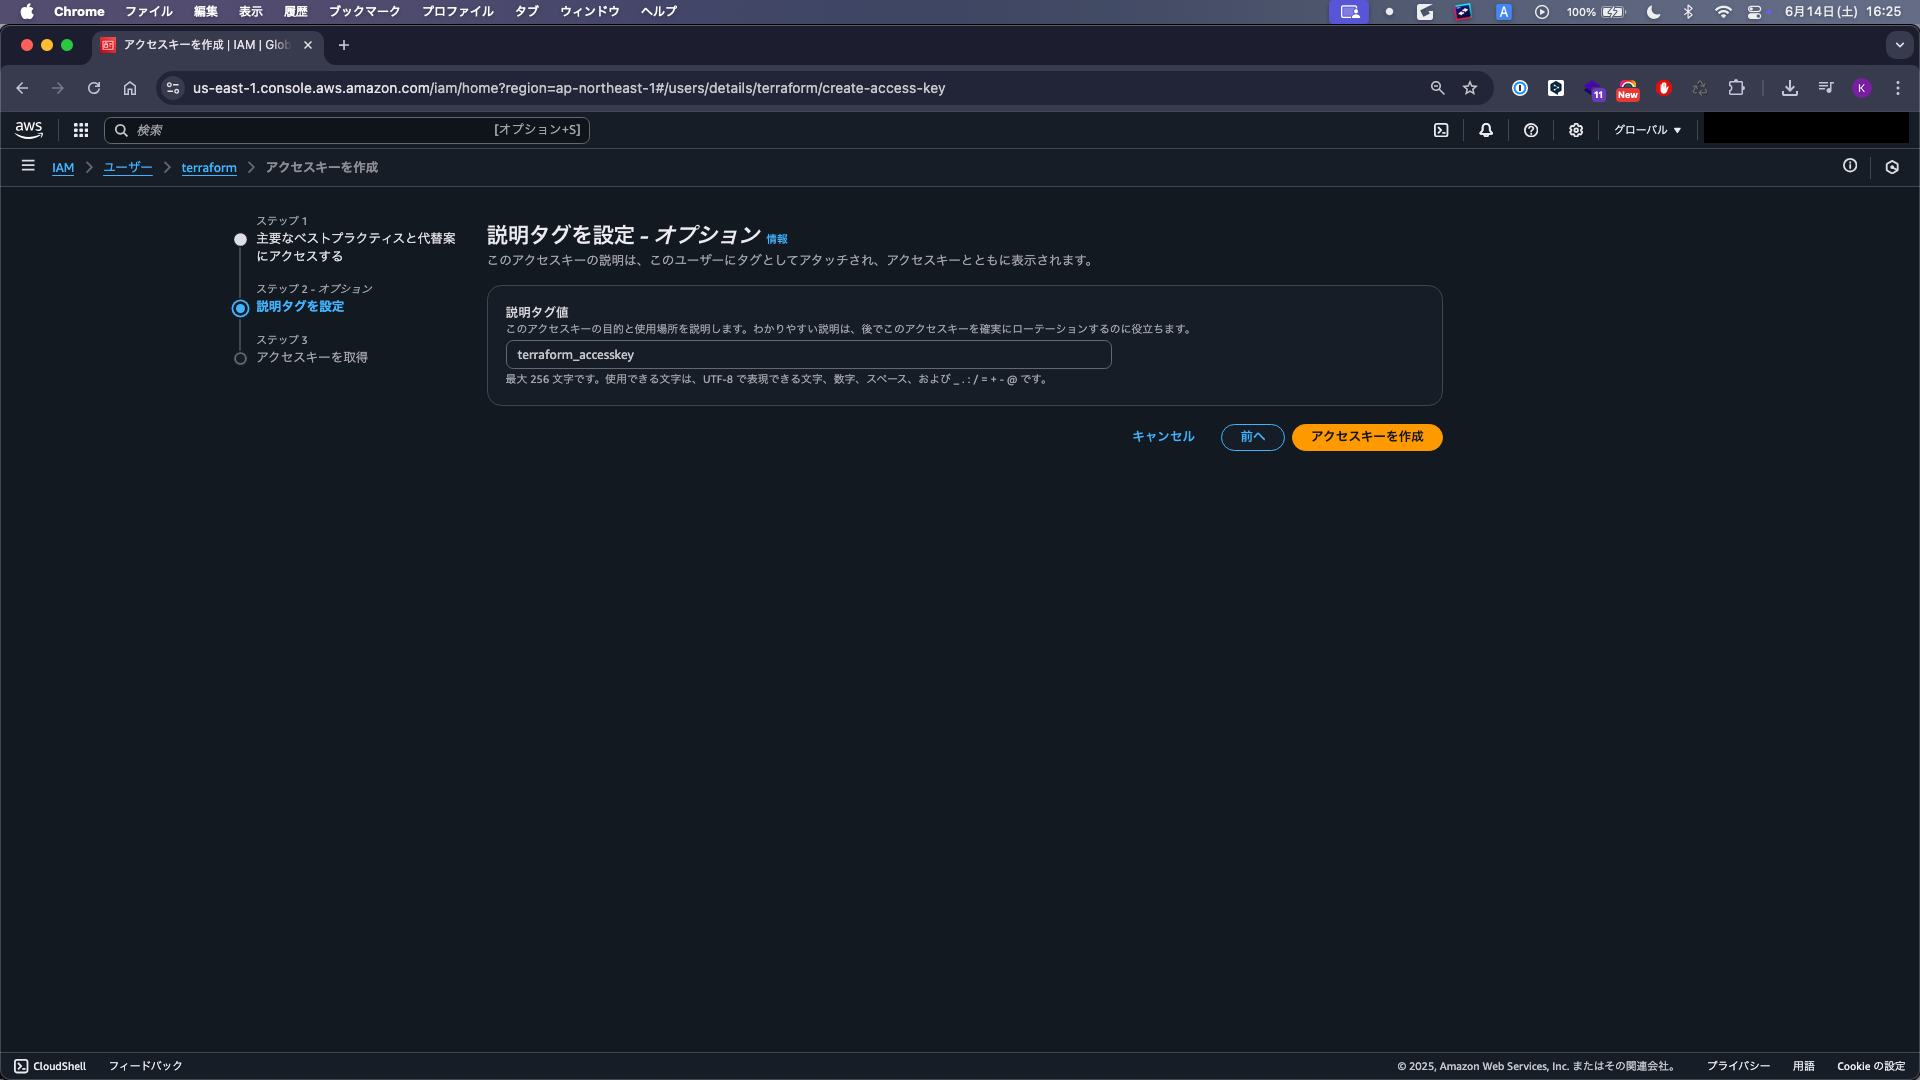 Chrome ファイル 編集 表示 履歴 ブックマーク プロファイル タブ ウィンドウ ヘルプ A 100% 6月14日(土) 16:25
アクセスキーを作成 | IAM | Glob
us-east-1.console.aws.amazon.com/iam/home?region=ap-northeast-1#/users/details/terraform/create-access-key 11 New K
aws 検索 [オプション+S] グローバル
IAM ユーザー terraform アクセスキーを作成
ステップ 1
主要なベストプラクティスと代替案
にアクセスする
ステップ 2 - オプション
説明タグを設定
ステップ 3
アクセスキーを取得
説明タグを設定 - オプション 情報
このアクセスキーの説明は、このユーザーにタグとしてアタッチされ、アクセスキーとともに表示されます。
説明タグ値
このアクセスキーの目的と使用場所を説明します。わかりやすい説明は、後でこのアクセスキーを確実にローテーションするのに役立ちます。
terraform_accesskey
最大 256 文字です。使用できる文字は、UTF-8 で表現できる文字、数字、スペース、および _ . : / = + - @ です。
キャンセル 前へ アクセスキーを作成
CloudShell フィードバック © 2025, Amazon Web Services, Inc. またはその関連会社。 プライバシー 用語 Cookie の設定